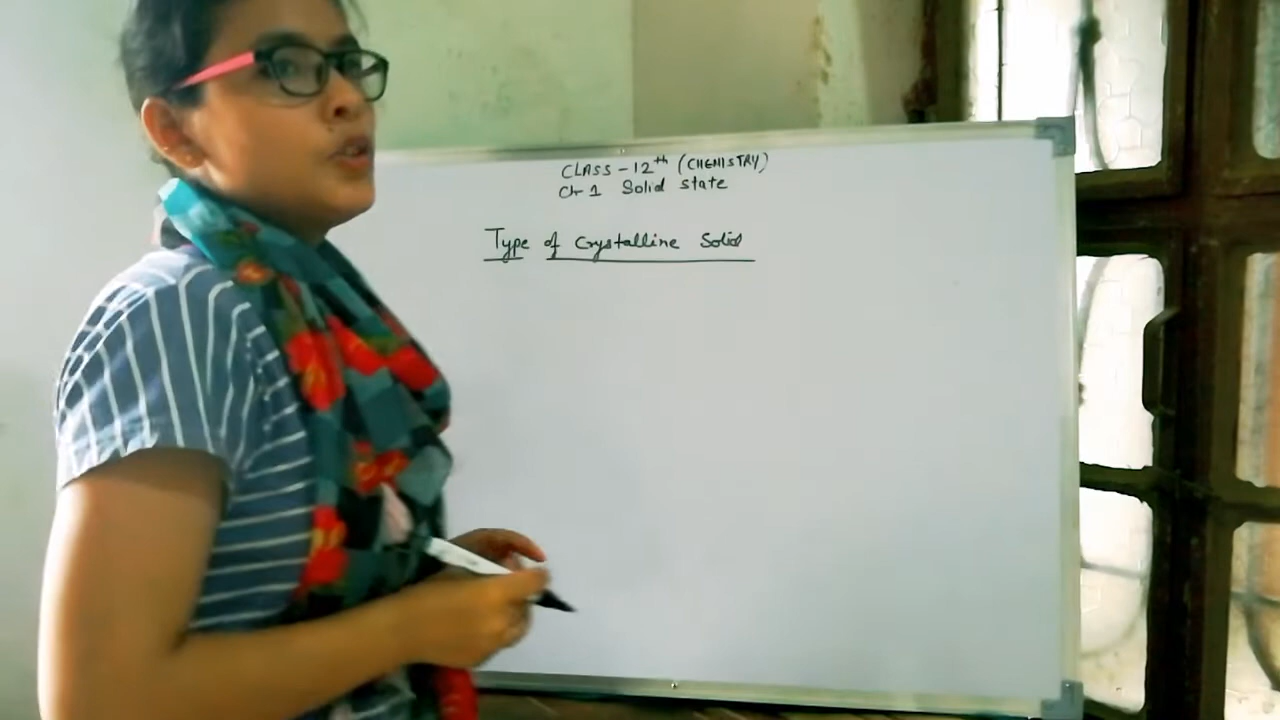 CLASS - 12th (CHEMISTRY)
Ch 1 Solid state
Type of Crystalline Solid